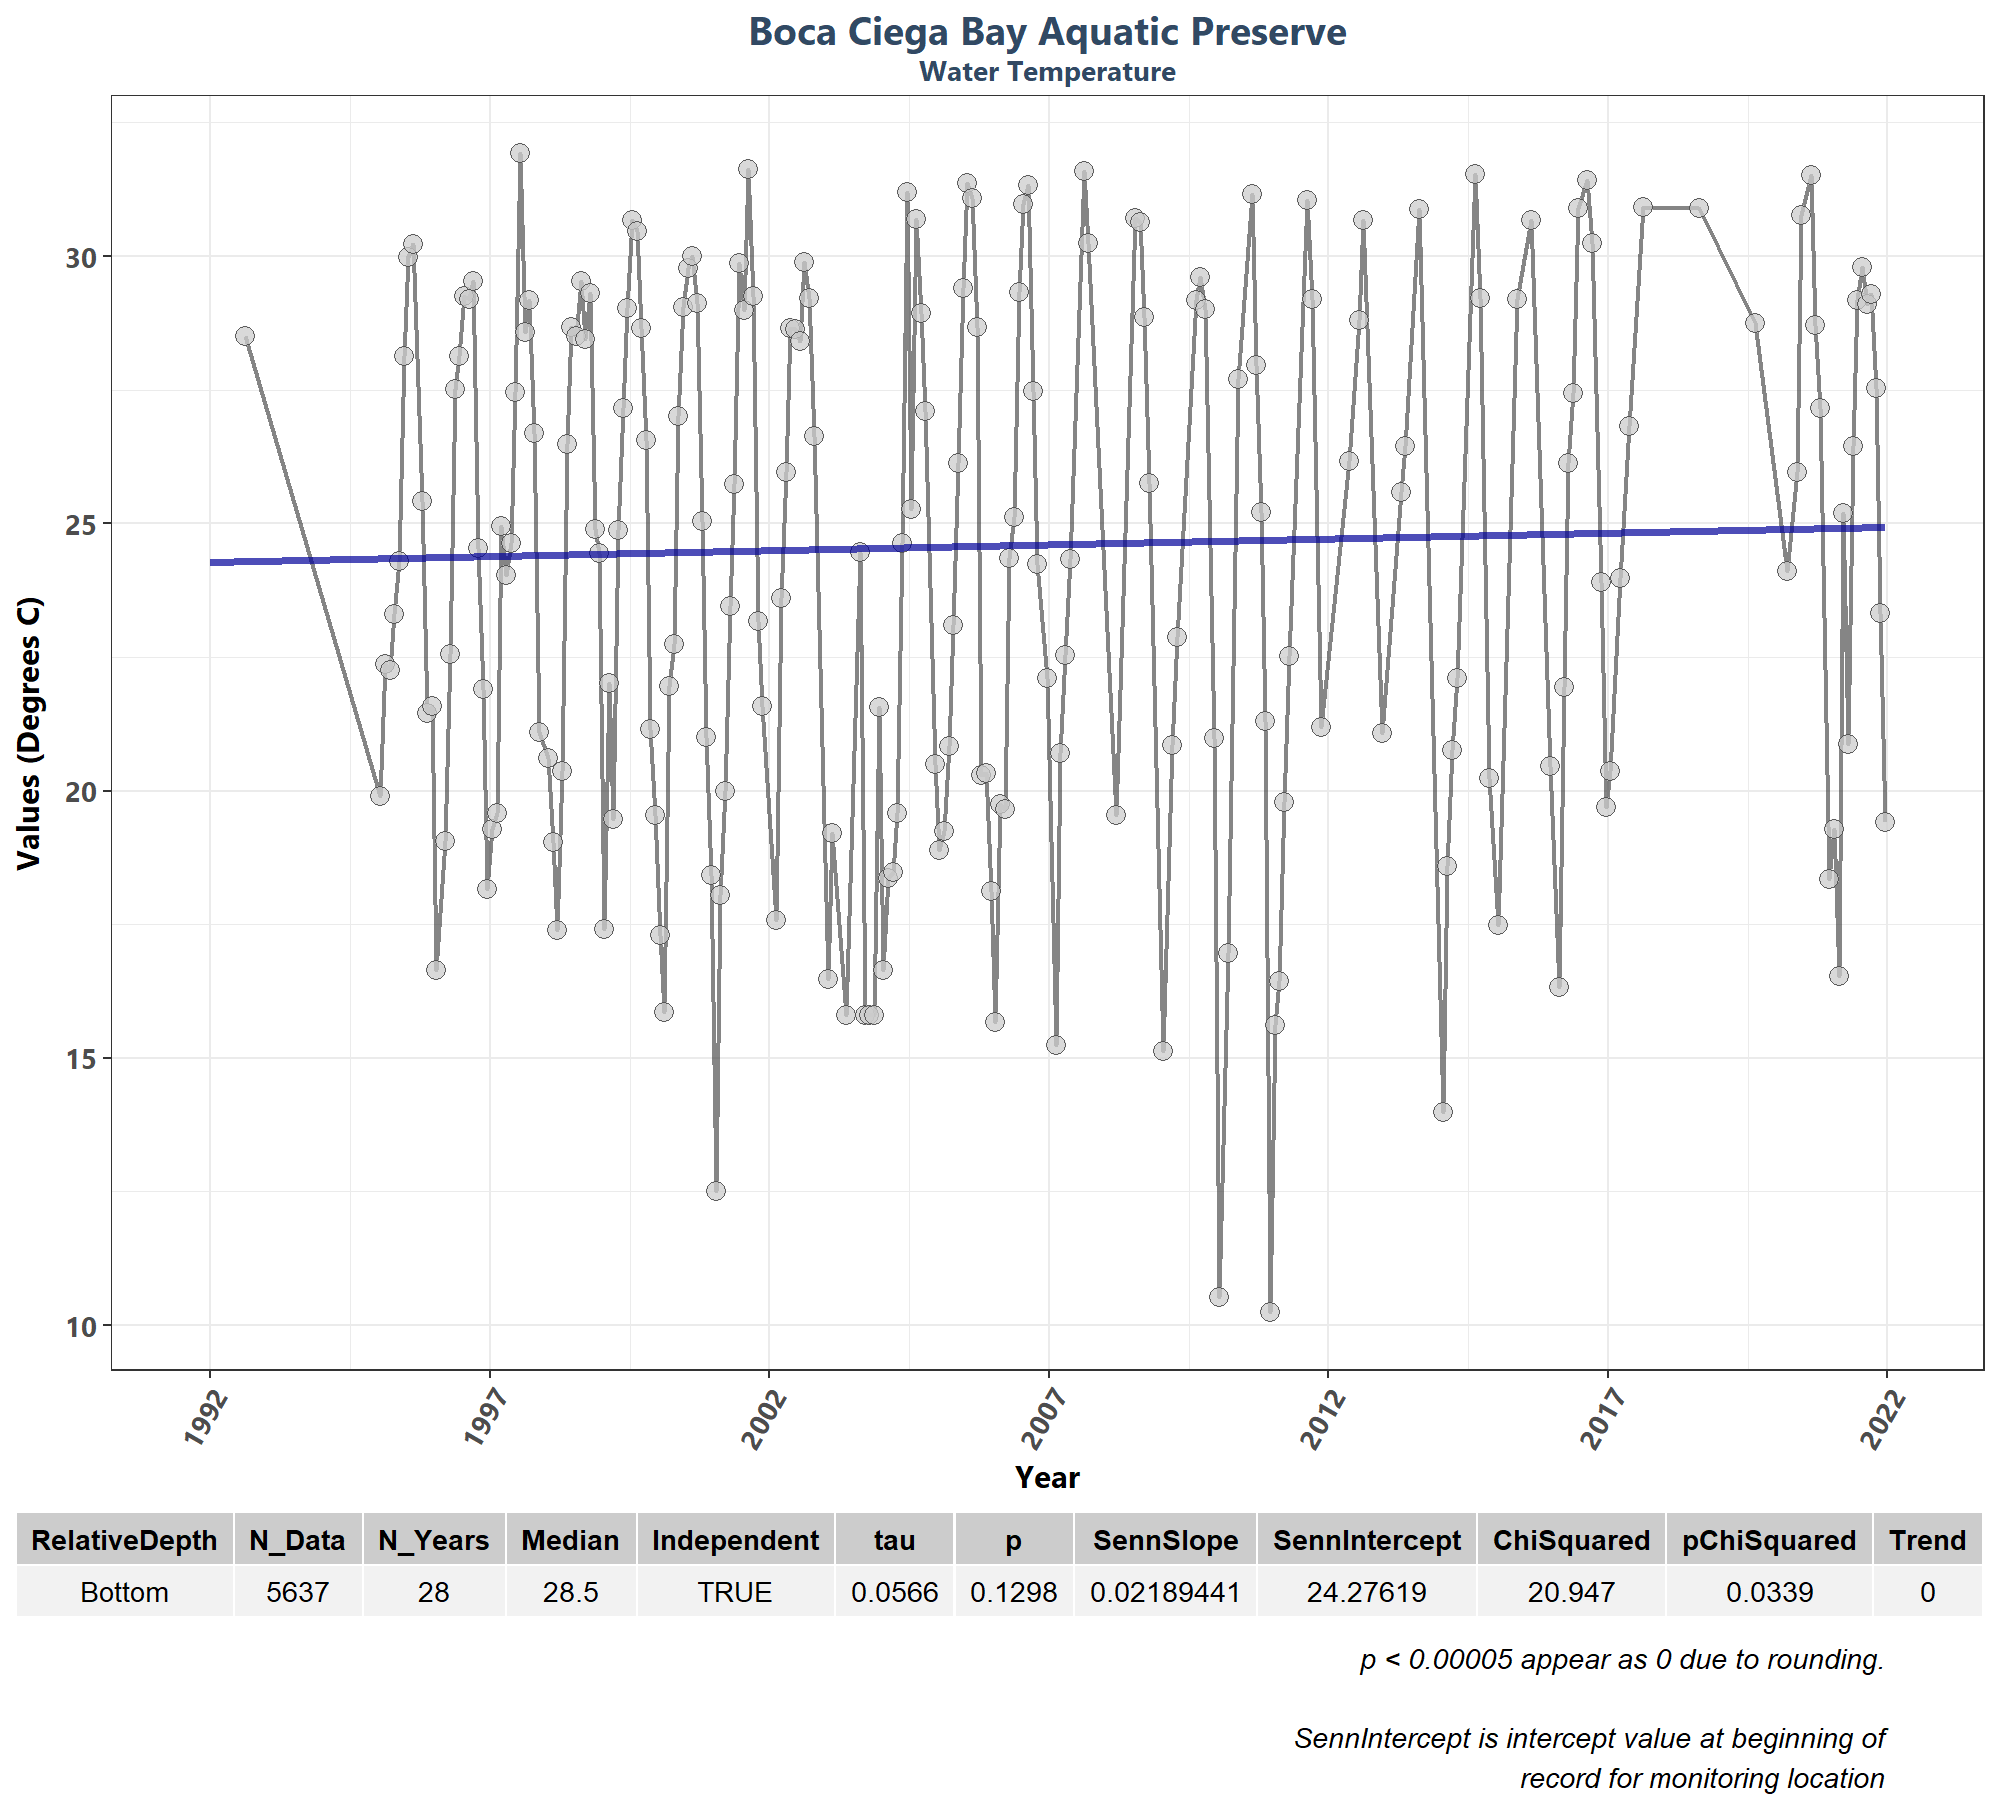 Boca Ciega Bay Aquatic Preserve
Water Temperature
Values (Degrees C)
30
25
20
15
10
1992 1997 2002 2007 2012 2017 2022
Year
RelativeDepth N_Data N_Years Median Independent tau p SennSlope SennIntercept ChiSquared pChiSquared Trend
Bottom 5637 28 28.5 TRUE 0.0566 0.1298 0.02189441 24.27619 20.947 0.0339 0
p < 0.00005 appear as 0 due to rounding.
SennIntercept is intercept value at beginning of
record for monitoring location